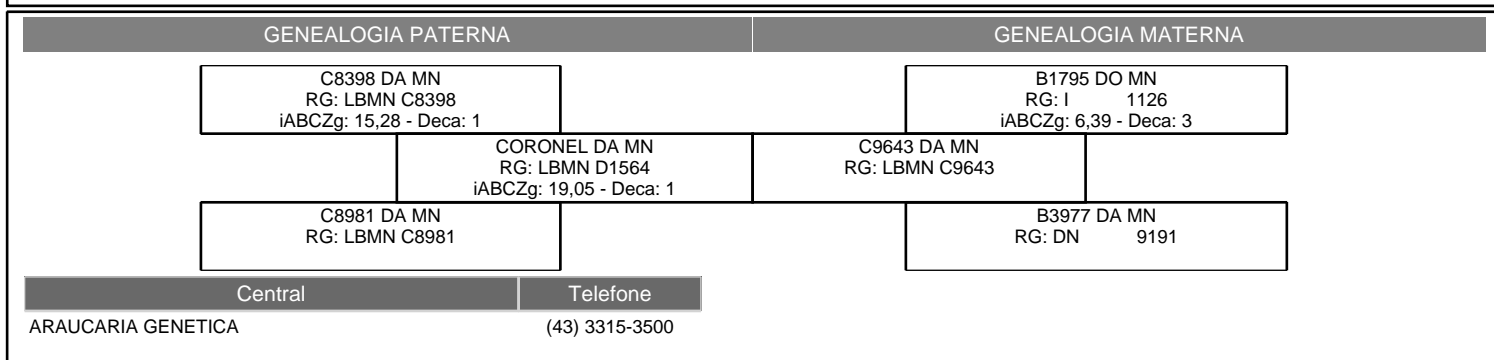 GENEALOGIA PATERNA
GENEALOGIA MATERNA
C8398 DA MN
RG: LBMN C8398
iABCZg: 15,28 - Deca: 1
B1795 DO MN
RG: I 1126
iABCZg: 6,39 - Deca: 3
CORONEL DA MN
RG: LBMN D1564
iABCZg: 19,05 - Deca: 1
C9643 DA MN
RG: LBMN C9643
C8981 DA MN
RG: LBMN C8981
B3977 DA MN
RG: DN 9191
Central Telefone
ARAUCARIA GENETICA (43) 3315-3500